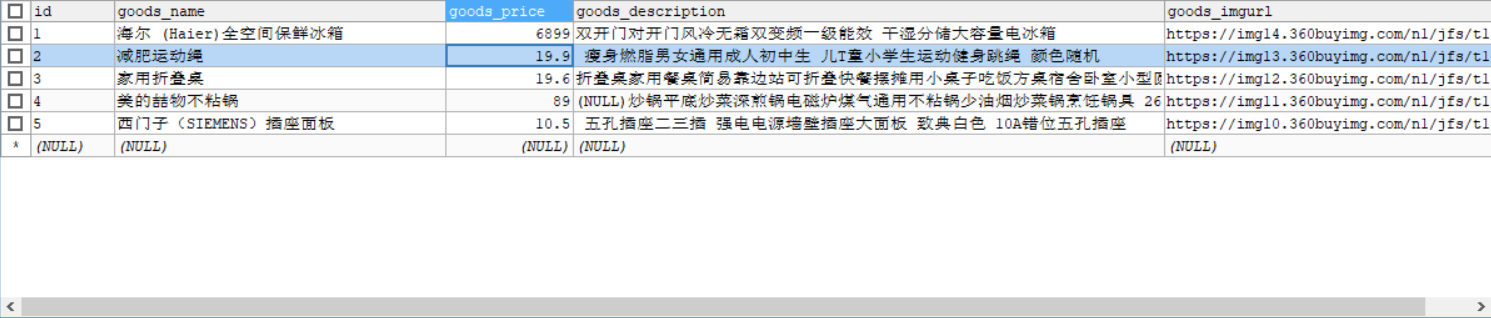 id goods_name goods_price goods_description goods_imgurl
1 海尔 (Haier)全空间保鲜冰箱 6899 双开门对开门风冷无霜双变频一级能效 干湿分储大容量电冰箱 https://img14.360buyimg.com/n1/jfs/t1
2 减肥运动绳 19.9 瘦身燃脂男女通用成人初中生 儿T童小学生运动健身跳绳 颜色随机 https://img13.360buyimg.com/n1/jfs/t1
3 家用折叠桌 19.6 折叠桌家用餐桌简易靠边站可折叠快餐摆摊用小桌子吃饭方桌宿舍卧室小型 https://img12.360buyimg.com/n1/jfs/t1
4 美的喆物不粘锅 89 (NULL)炒锅平底炒菜深煎锅电磁炉煤气通用不粘锅少油烟炒菜锅烹饪锅具 26 https://img11.360buyimg.com/n1/jfs/t1
5 西门子（SIEMENS）插座面板 10.5 五孔插座二三插 强电电源墙壁插座大面板 致典白色 10A错位五孔插座 https://img10.360buyimg.com/n1/jfs/t1
* (NULL) (NULL) (NULL) (NULL) (NULL)